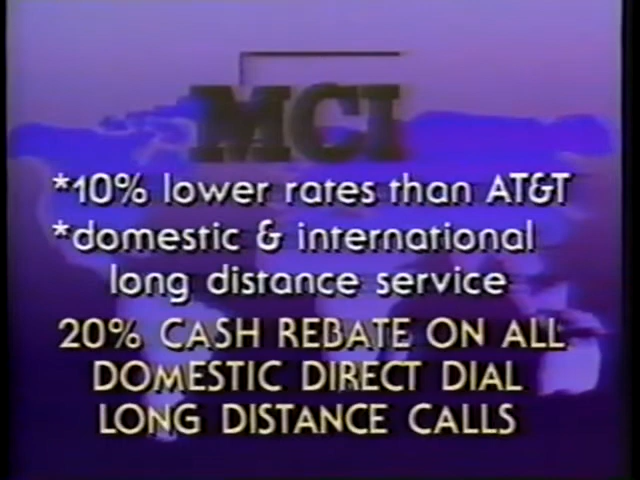 MCI
*10% lower rates than AT&T
*domestic & international
long distance service
20% CASH REBATE ON ALL
DOMESTIC DIRECT DIAL
LONG DISTANCE CALLS